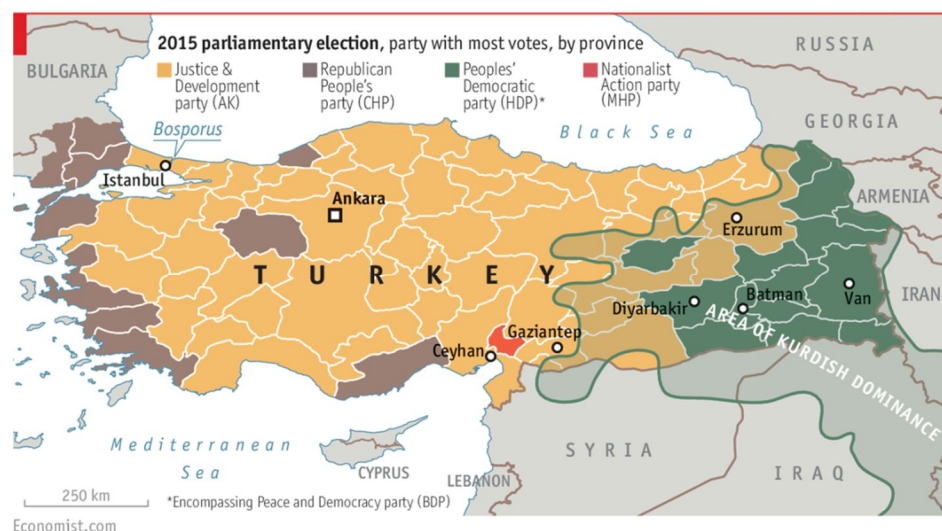 2015 parliamentary election, party with most votes, by province
Justice &
Development
party (AK)
Republican
People's
party (CHP)
Peoples'
Democratic
party (HDP)*
Nationalist
Action party
(MHP)
RUSSIA
BULGARIA
Bosporus
Black Sea
GEORGIA
Istanbul
Ankara
ARMENIA
Erzurum
TURKEY
Diyarbakir
Batman
Van
IRAN
AREA OF KURDISH DOMINANCE
Gaziantep
Ceyhan
Mediterranean
Sea
SYRIA
CYPRUS
LEBANON
IRAQ
250 km
*Encompassing Peace and Democracy party (BDP)
Economist.com